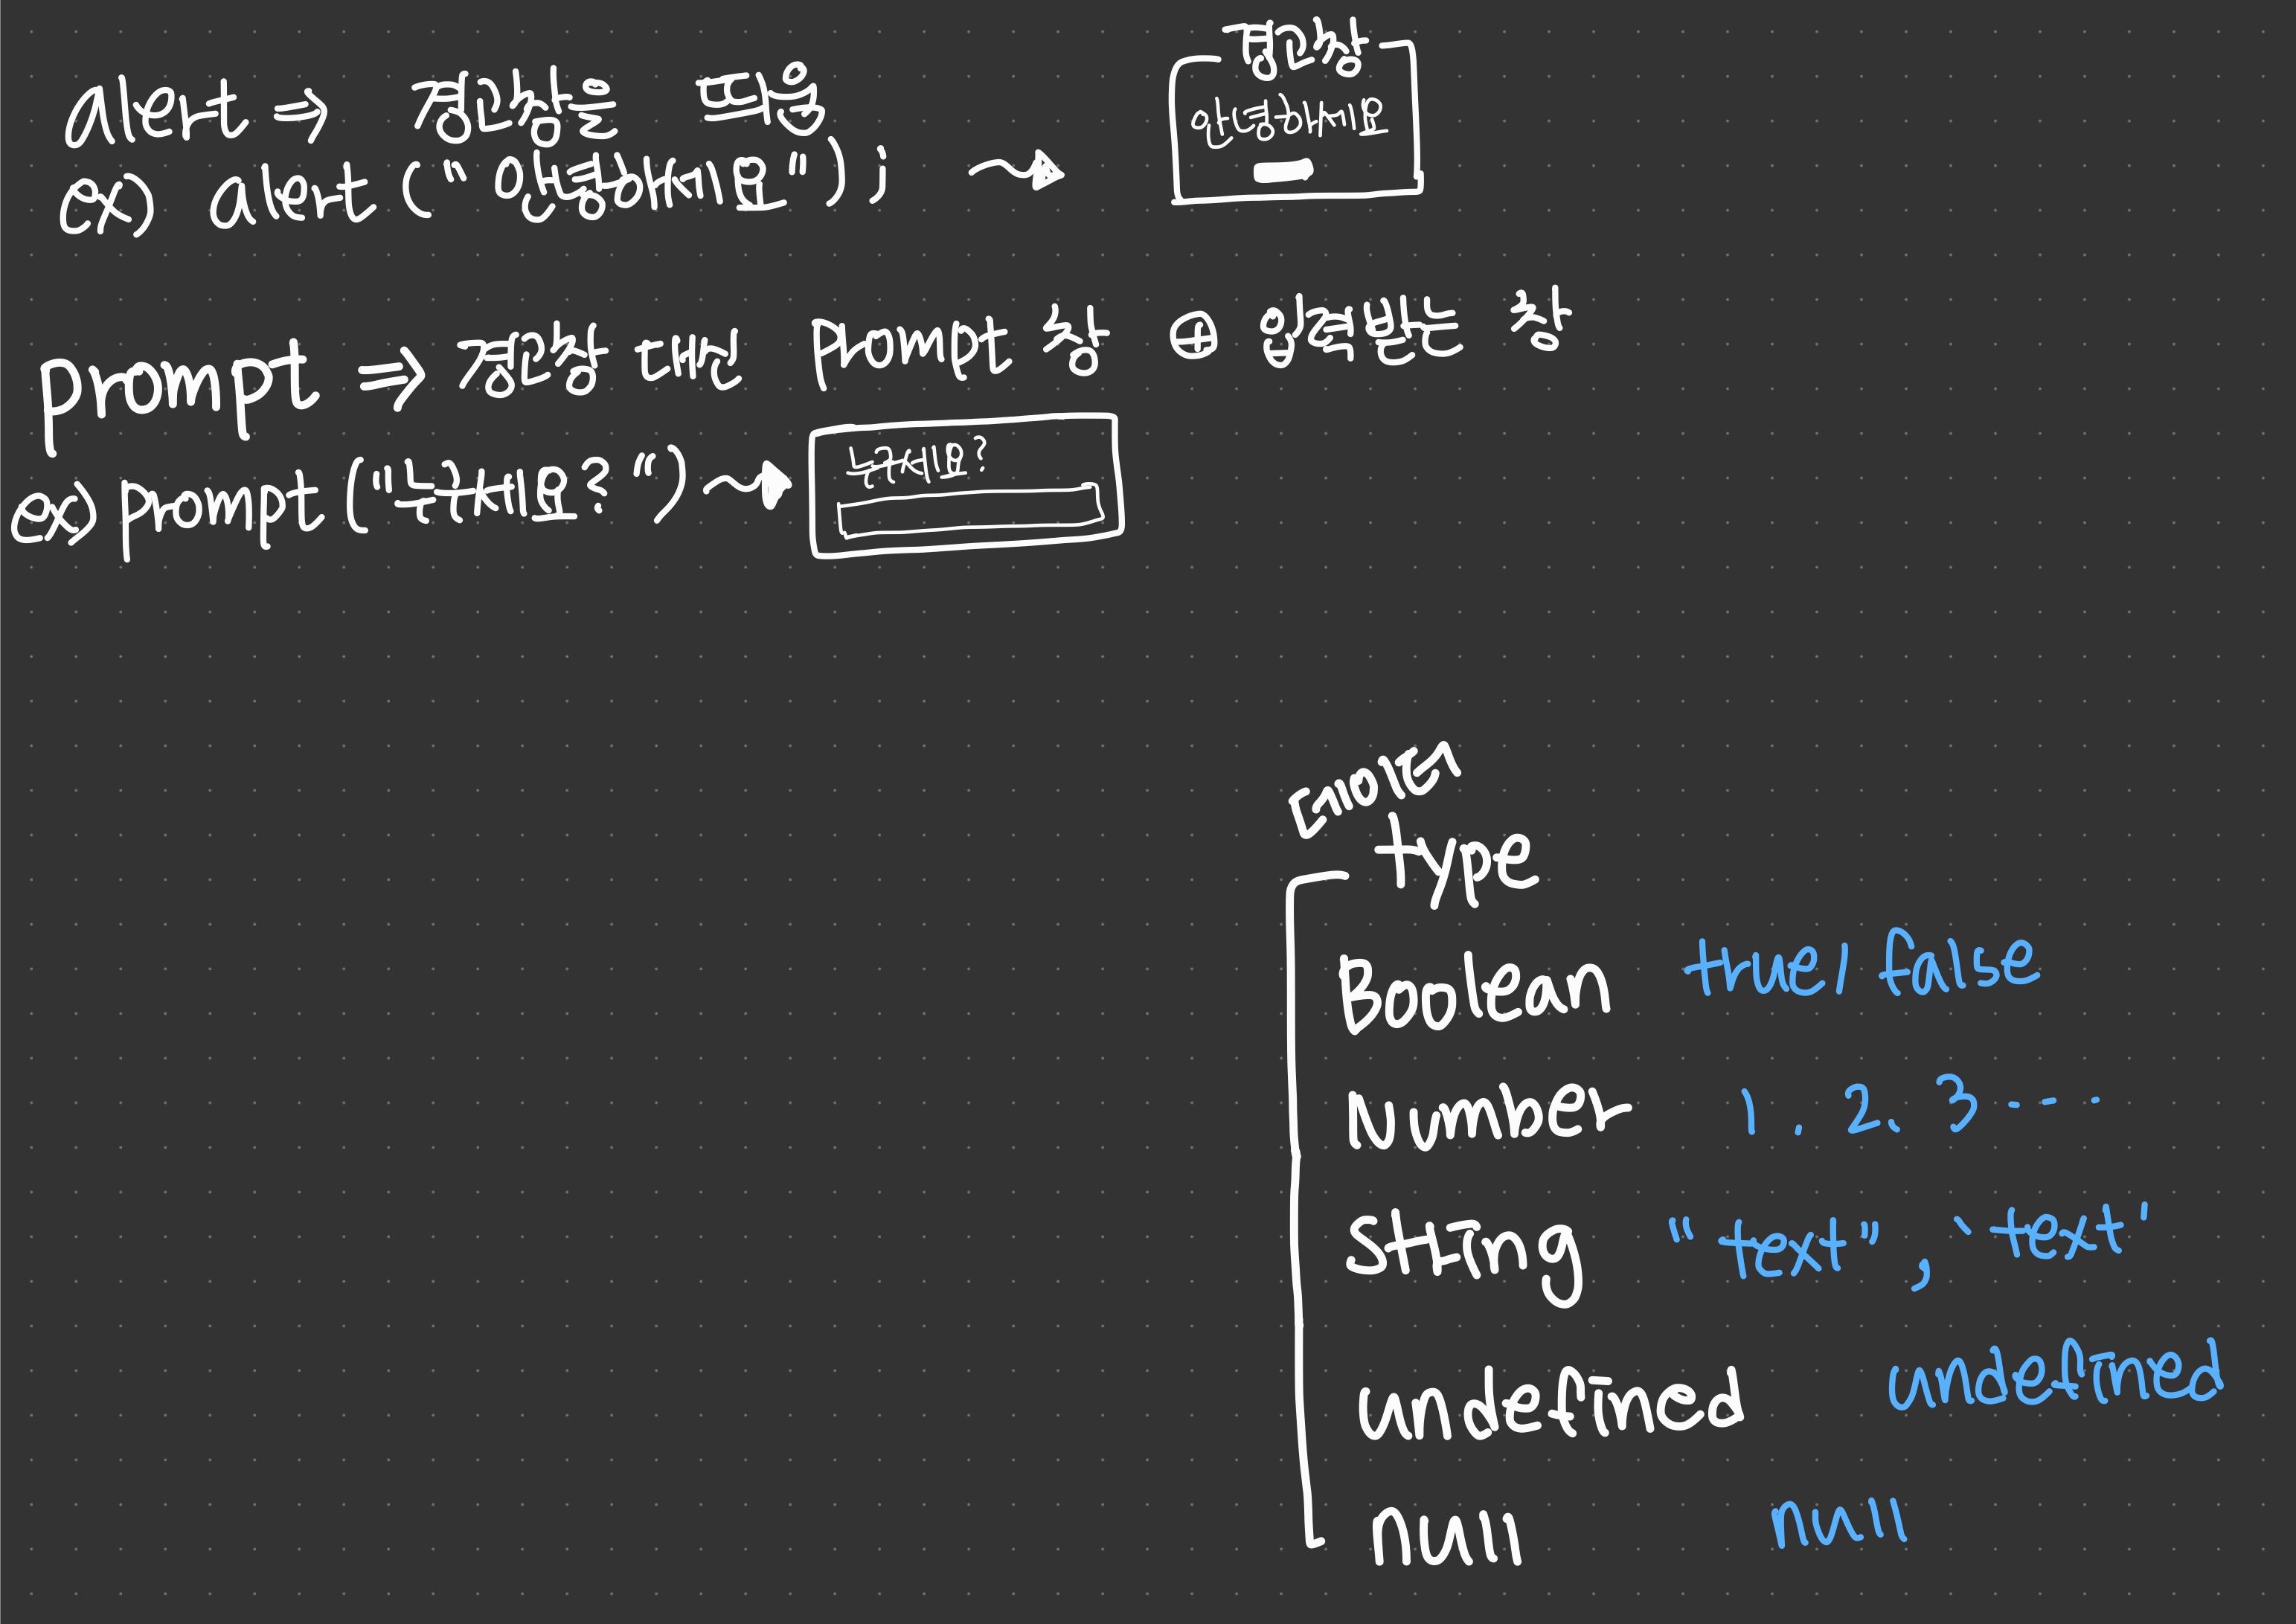 Alert ⇒ 경고창을 띄움
ex) alert ("안녕하세요");
경고창
안녕하세요
prompt ⇒ 경고창 대신 prompt 창 ⊕ 입력받는 창
ex) prompt ("누구세요?")
누구세요?
type
Boolean true/false
Number 1, 2, 3 ---
String "text", 'text'
undefined undefined
null null